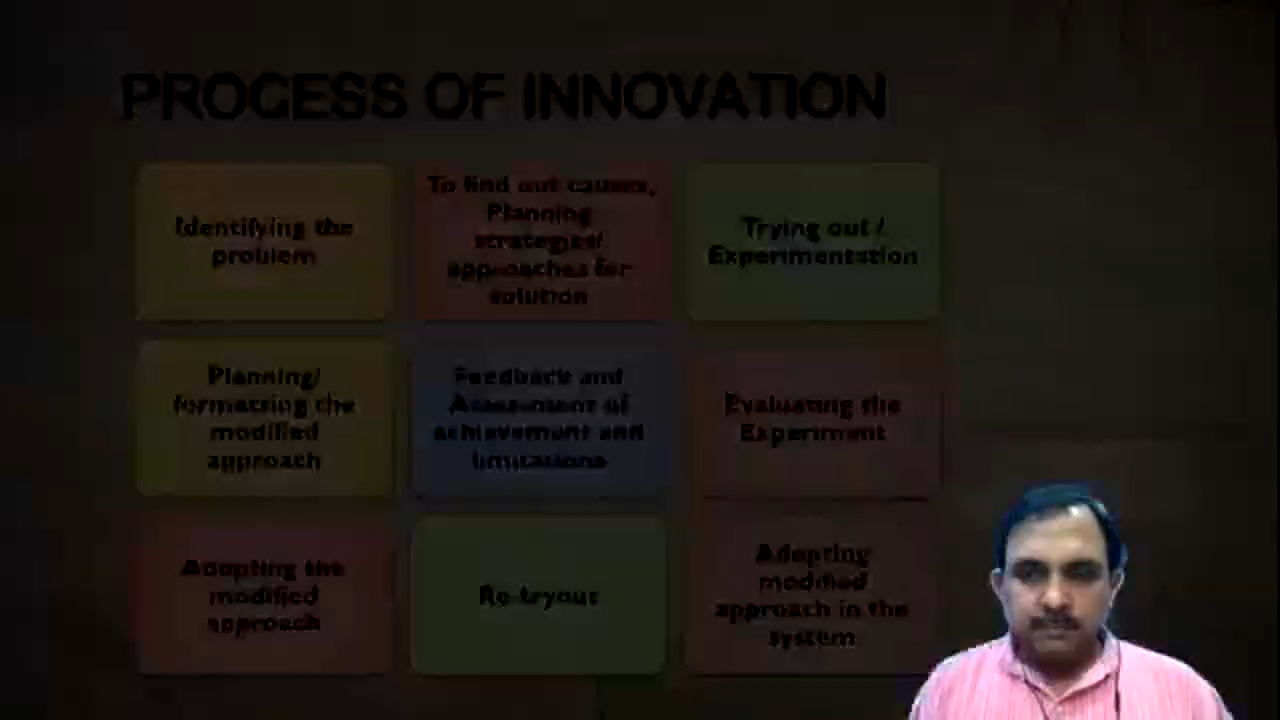 PROCESS OF INNOVATION
Identifying the
problem
To find out causes,
Planning
strategies/
approaches for
solution
Trying out /
Experimentation
Planning/
formatting the
modified
approach
Feedback and
Assessment of
achievement and
limitations
Evaluating the
Experiment
Adopting the
modified
approach
Re-tryout
Adopting
modified
approach in the
system